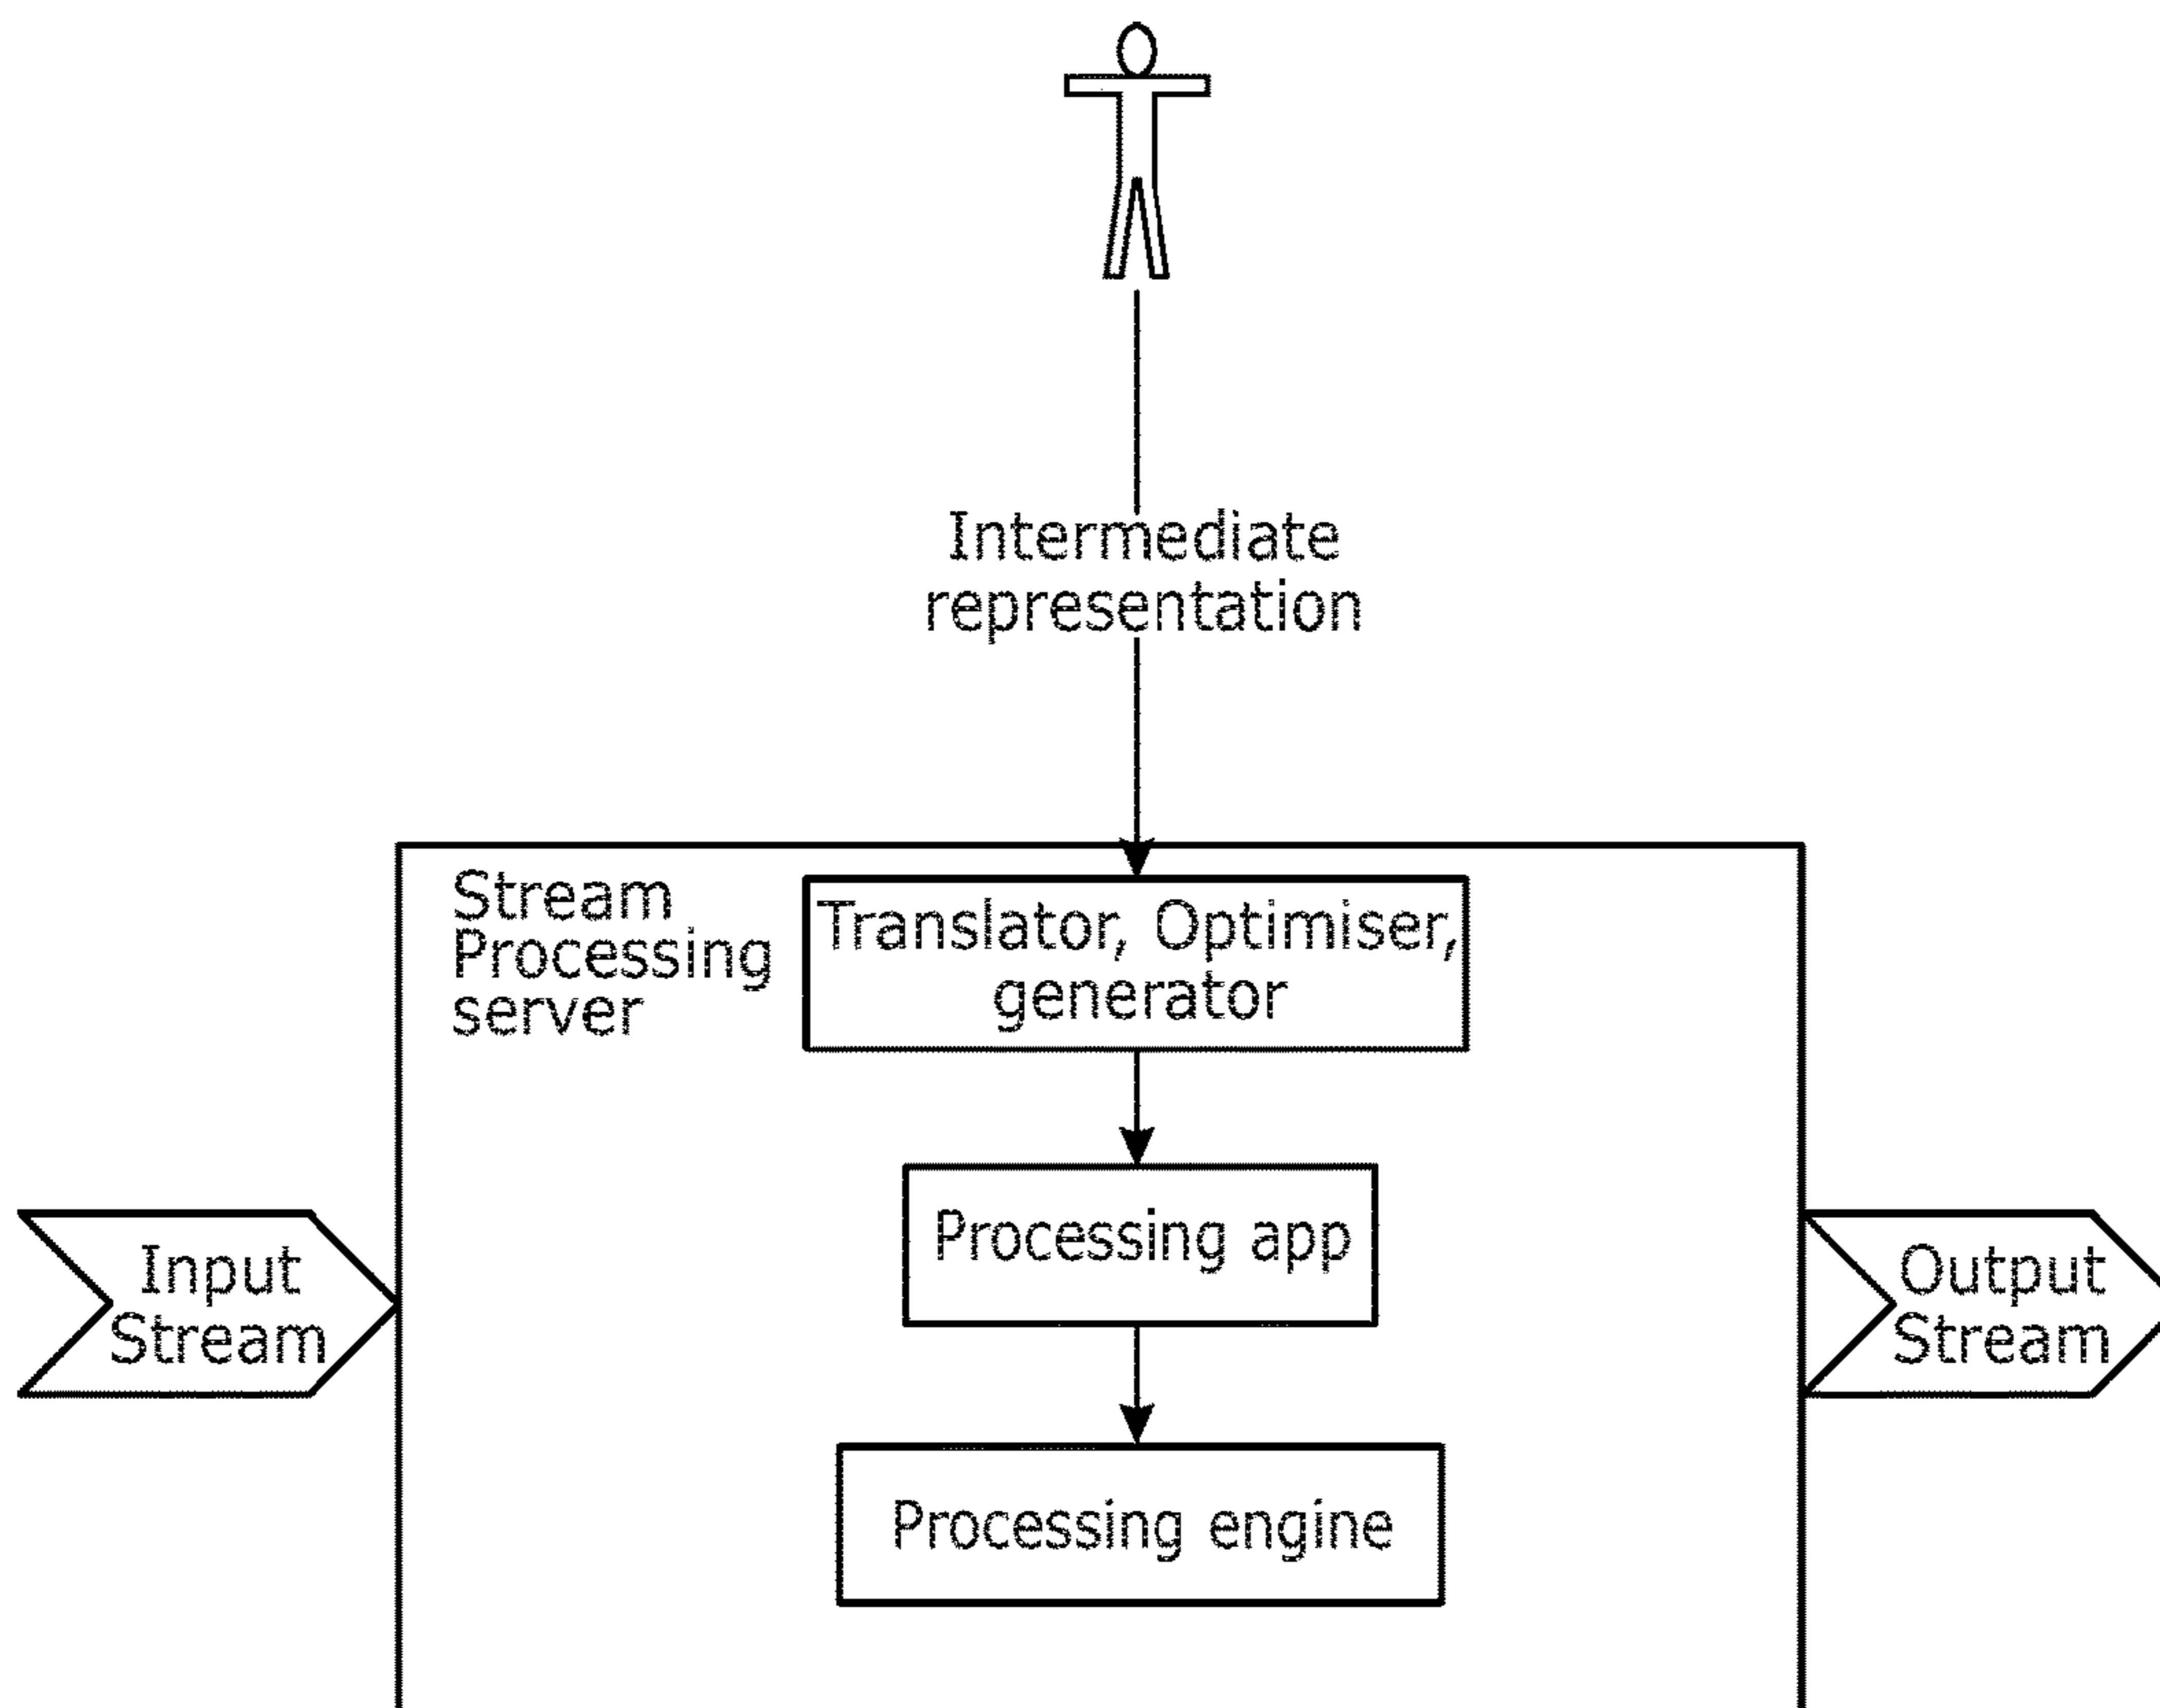 Intermediate
representation
Stream
Processing
server
Translator, Optimiser,
generator
Processing app
Input
Stream
Output
Stream
Processing engine